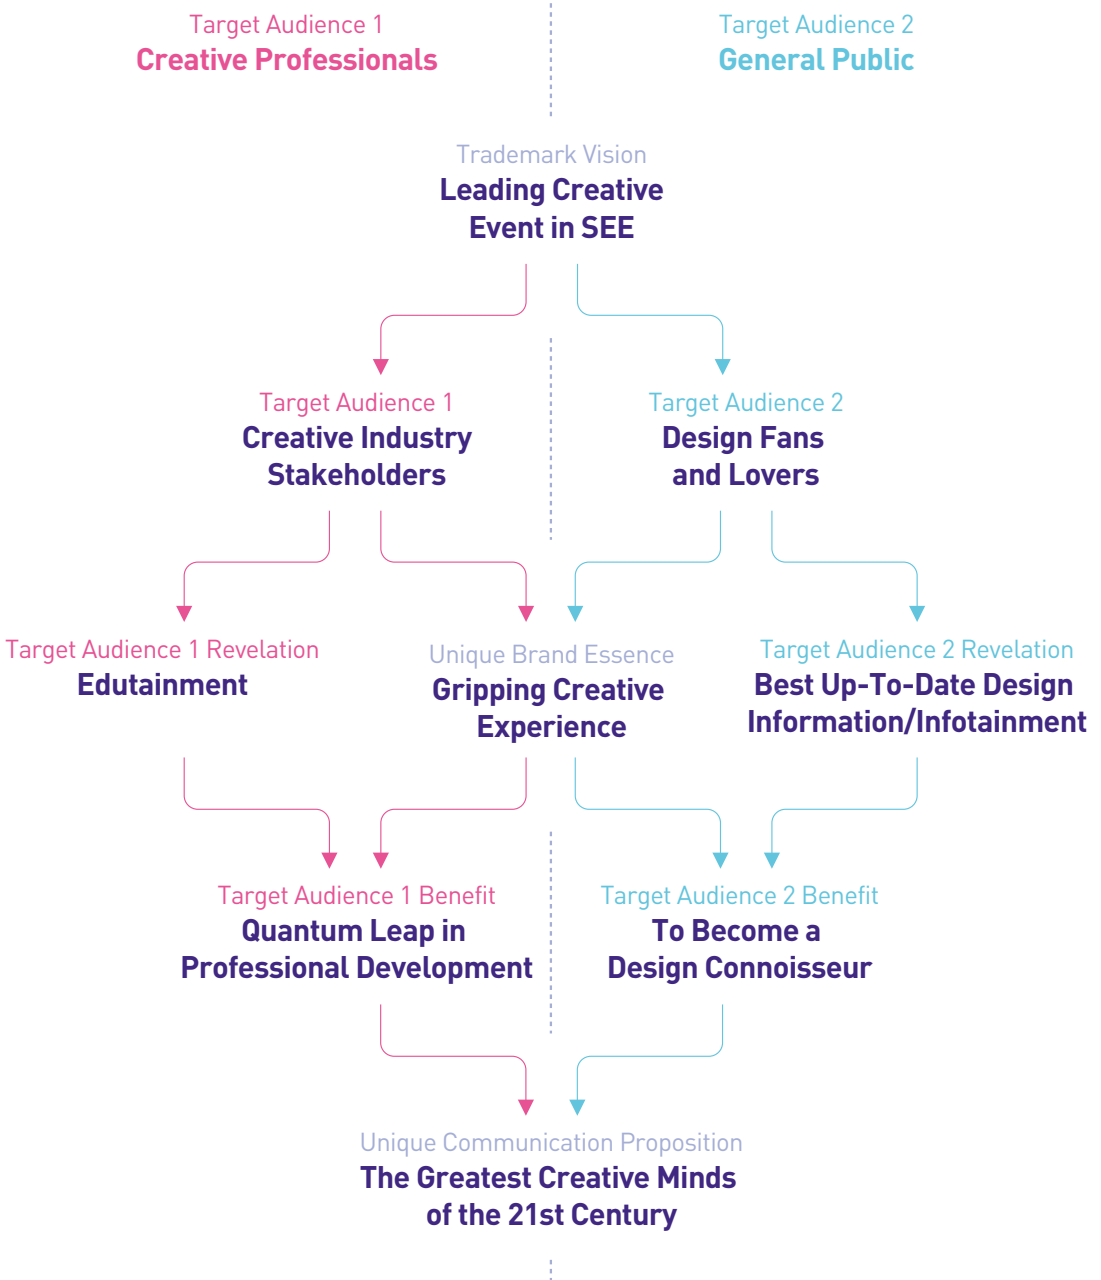 Target Audience 1
Creative Professionals
Target Audience 2
General Public
Trademark Vision
Leading Creative
Event in SEE
Target Audience 1
Creative Industry
Stakeholders
Target Audience 2
Design Fans
and Lovers
Target Audience 1 Revelation
Edutainment
Unique Brand Essence
Gripping Creative
Experience
Target Audience 2 Revelation
Best Up-To-Date Design
Information/Infotainment
Target Audience 1 Benefit
Quantum Leap in
Professional Development
Target Audience 2 Benefit
To Become a
Design Connoisseur
Unique Communication Proposition
The Greatest Creative Minds
of the 21st Century